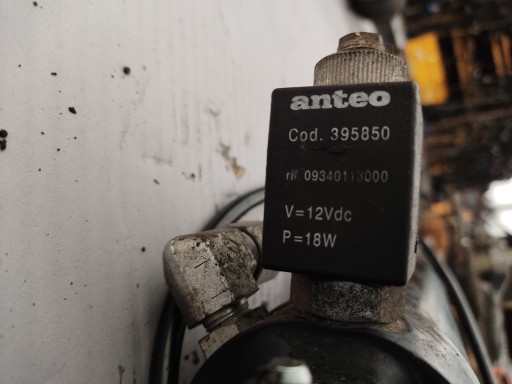 anteo
Cod. 395850
rif. 09340113000
V=12Vdc
P=18W